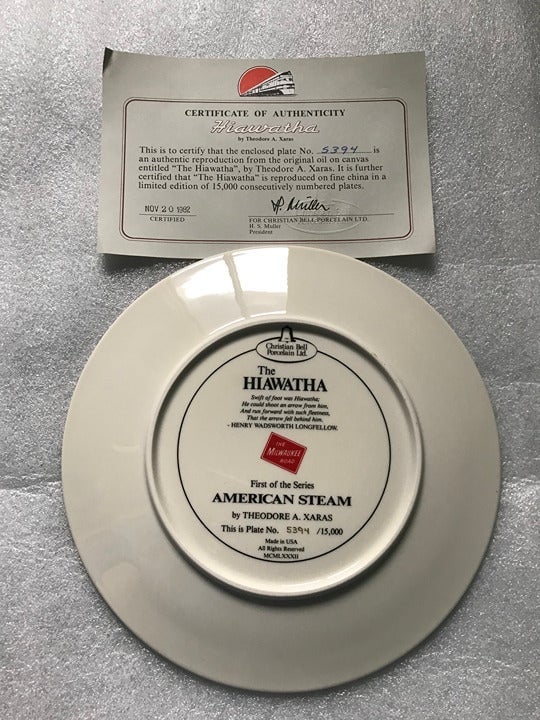 CERTIFICATE OF AUTHENTICITY
Hiawatha
by Theodore A. Xaras
This is to certify that the enclosed plate No. 5394 is
an authentic reproduction from the original oil on canvas
entitled "The Hiawatha", by Theodore A. Xaras. It is further
certified that "The Hiawatha" is reproduced on fine china in a
limited edition of 15,000 consecutively numbered plates.
NOV 20 1982
CERTIFIED
H. Muller
FOR CHRISTIAN BELL PORCELAIN LTD.
H. S. Muller
President
Christian Bell
Porcelain Ltd.
The
HIAWATHA
Swift of foot was Hiawatha;
He could shoot an arrow from him,
And run forward with such fleetness,
That the arrow fell behind him.
- HENRY WADSWORTH LONGFELLOW.
THE
MILWAUKEE
ROAD
First of the Series
AMERICAN STEAM
by THEODORE A. XARAS
This is Plate No. 5394 /15,000
Made in USA
All Rights Reserved
MCMLXXXII